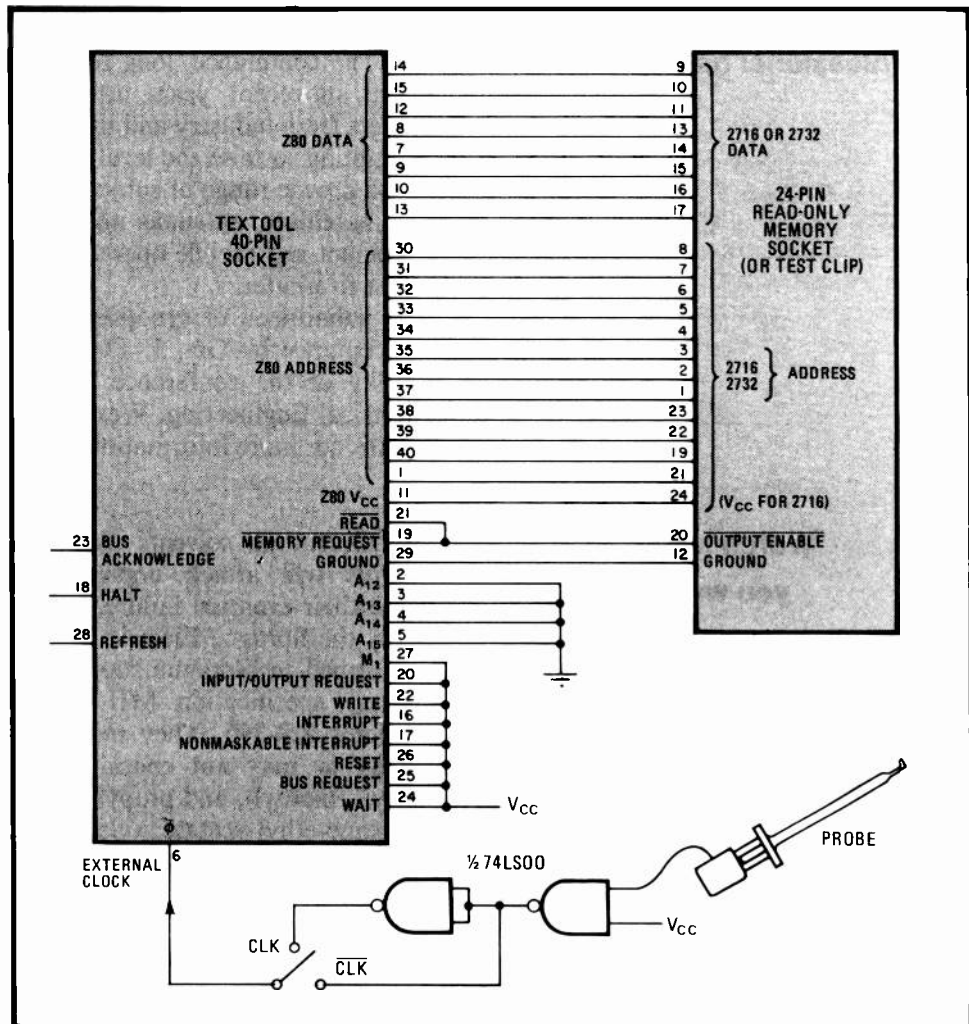 14 9
15 10
12 11
8 13
7 14
9 15
10 16
13 17
Z80 DATA
2716 OR 2732
DATA
TEXTOOL
40-PIN
SOCKET
24-PIN
READ-ONLY
MEMORY
SOCKET
(OR TEST CLIP)
30 8
31 7
32 6
33 5
34 4
35 3
36 2
37 1
38 23
39 22
40 19
1 21
11 24
Z80 ADDRESS
2716
2732
ADDRESS
Z80 VCC
(VCC FOR 2716)
21
READ
19
MEMORY REQUEST
20 OUTPUT ENABLE
29
GROUND
12 GROUND
23 BUS
ACKNOWLEDGE
18 HALT
28 REFRESH
A12 2
A13 3
A14 4
A15 5
M1 27
INPUT/OUTPUT REQUEST 20
WRITE 22
INTERRUPT 16
NONMASKABLE INTERRUPT 17
RESET 26
BUS REQUEST 25
WAIT 24
VCC
ϕ
6
EXTERNAL
CLOCK
½ 74LS00
PROBE
VCC
CLK
CLK